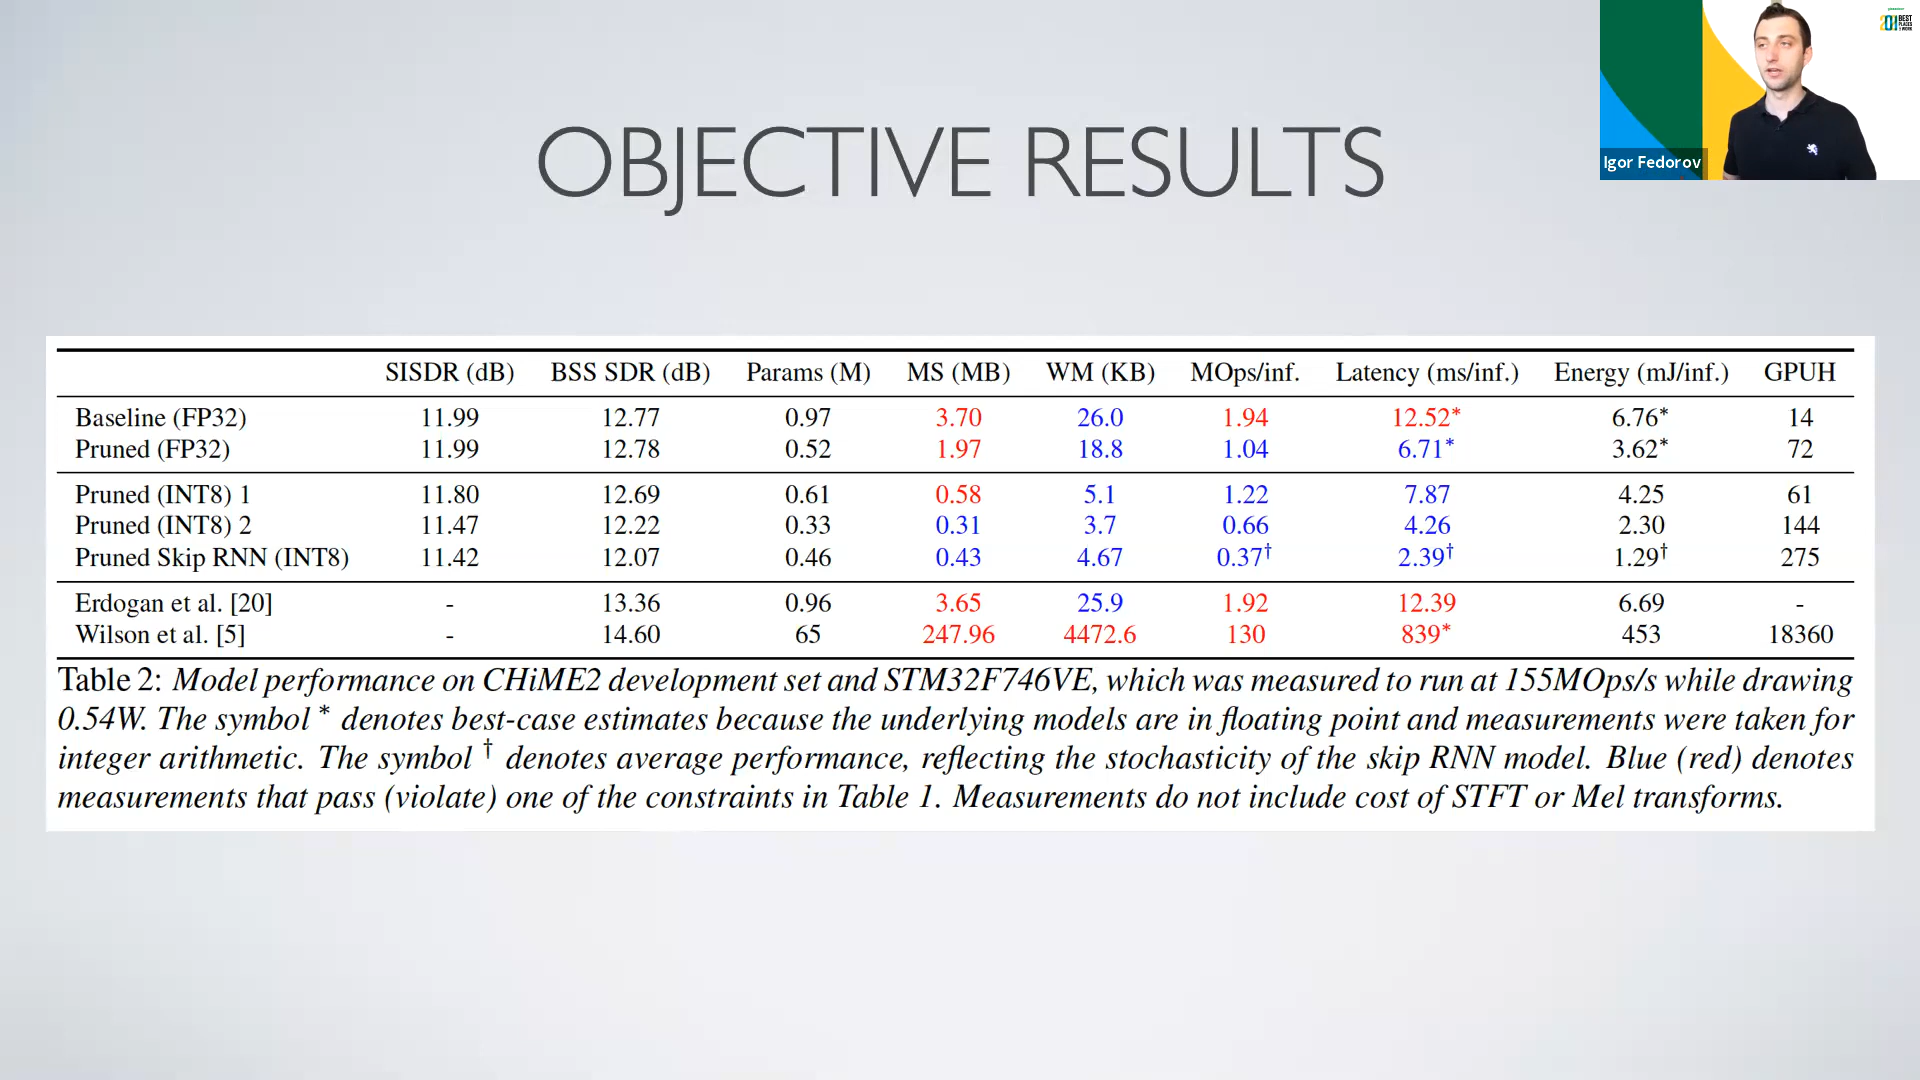 OBJECTIVE RESULTS
Igor Fedorov
BEST
PLACES
TO WORK
SISDR (dB) BSS SDR (dB) Params (M) MS (MB) WM (KB) MOps/inf. Latency (ms/inf.) Energy (mJ/inf.) GPUH
Baseline (FP32) 11.99 12.77 0.97 3.70 26.0 1.94 12.52* 6.76* 14
Pruned (FP32) 11.99 12.78 0.52 1.97 18.8 1.04 6.71* 3.62* 72
Pruned (INT8) 1 11.80 12.69 0.61 0.58 5.1 1.22 7.87 4.25 61
Pruned (INT8) 2 11.47 12.22 0.33 0.31 3.7 0.66 4.26 2.30 144
Pruned Skip RNN (INT8) 11.42 12.07 0.46 0.43 4.67 0.37† 2.39† 1.29† 275
Erdogan et al. [20] - 13.36 0.96 3.65 25.9 1.92 12.39 6.69 -
Wilson et al. [5] - 14.60 65 247.96 4472.6 130 839* 453 18360
Table 2: Model performance on CHiME2 development set and STM32F746VE, which was measured to run at 155MOps/s while drawing
0.54W. The symbol * denotes best-case estimates because the underlying models are in floating point and measurements were taken for
integer arithmetic. The symbol † denotes average performance, reflecting the stochasticity of the skip RNN model. Blue (red) denotes
measurements that pass (violate) one of the constraints in Table 1. Measurements do not include cost of STFT or Mel transforms.